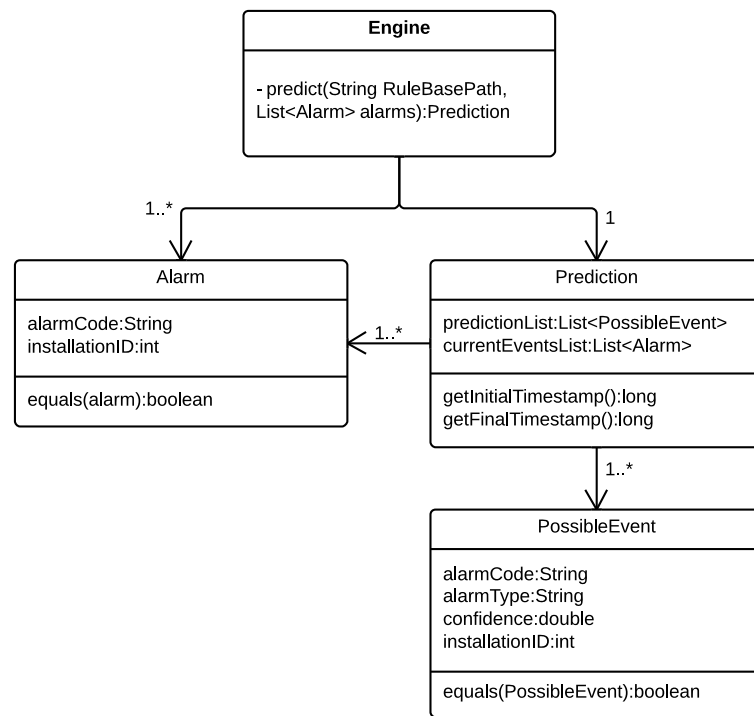 Engine
- predict(String RuleBasePath,
List<Alarm> alarms):Prediction
1..*
1
Alarm
alarmCode:String
installationID:int
equals(alarm):boolean
1..*
Prediction
predictionList:List<PossibleEvent>
currentEventsList:List<Alarm>
getInitialTimestamp():long
getFinalTimestamp():long
1..*
PossibleEvent
alarmCode:String
alarmType:String
confidence:double
installationID:int
equals(PossibleEvent):boolean